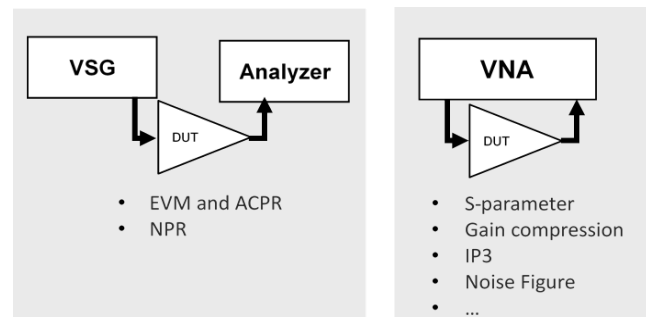 VSG
Analyzer
DUT
• EVM and ACPR
• NPR
VNA
DUT
• S-parameter
• Gain compression
• IP3
• Noise Figure
• ...